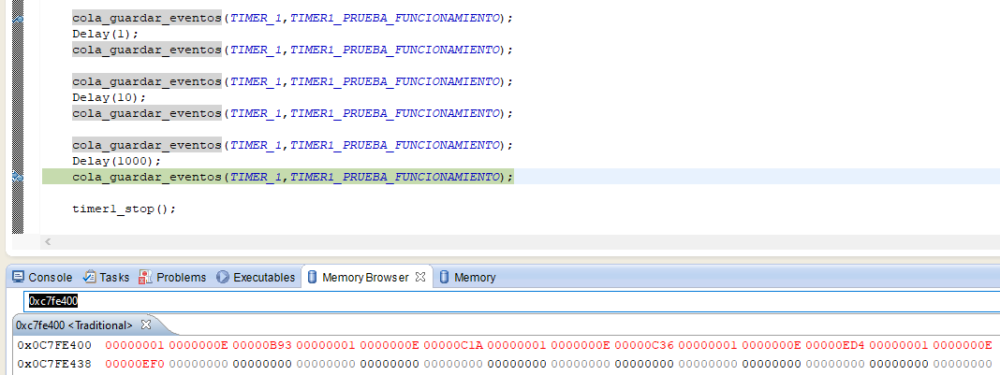 cola_guardar_eventos(TIMER_1,TIMER1_PRUEBA_FUNCIONAMIENTO);
Delay(1);
cola_guardar_eventos(TIMER_1,TIMER1_PRUEBA_FUNCIONAMIENTO);
cola_guardar_eventos(TIMER_1,TIMER1_PRUEBA_FUNCIONAMIENTO);
Delay(10);
cola_guardar_eventos(TIMER_1,TIMER1_PRUEBA_FUNCIONAMIENTO);
cola_guardar_eventos(TIMER_1,TIMER1_PRUEBA_FUNCIONAMIENTO);
Delay(1000);
cola_guardar_eventos(TIMER_1,TIMER1_PRUEBA_FUNCIONAMIENTO);
timer1_stop();
Console Tasks Problems Executables Memory Browser Memory
0xc7fe400
0xc7fe400 <Traditional>
0x0C7FE400 00000001 0000000E 00000B93 00000001 0000000E 00000C1A 00000001 0000000E 00000C36 00000001 0000000E 00000ED4 00000001 0000000E
0x0C7FE438 00000EF0 00000000 00000000 00000000 00000000 00000000 00000000 00000000 00000000 00000000 00000000 00000000 00000000 00000000